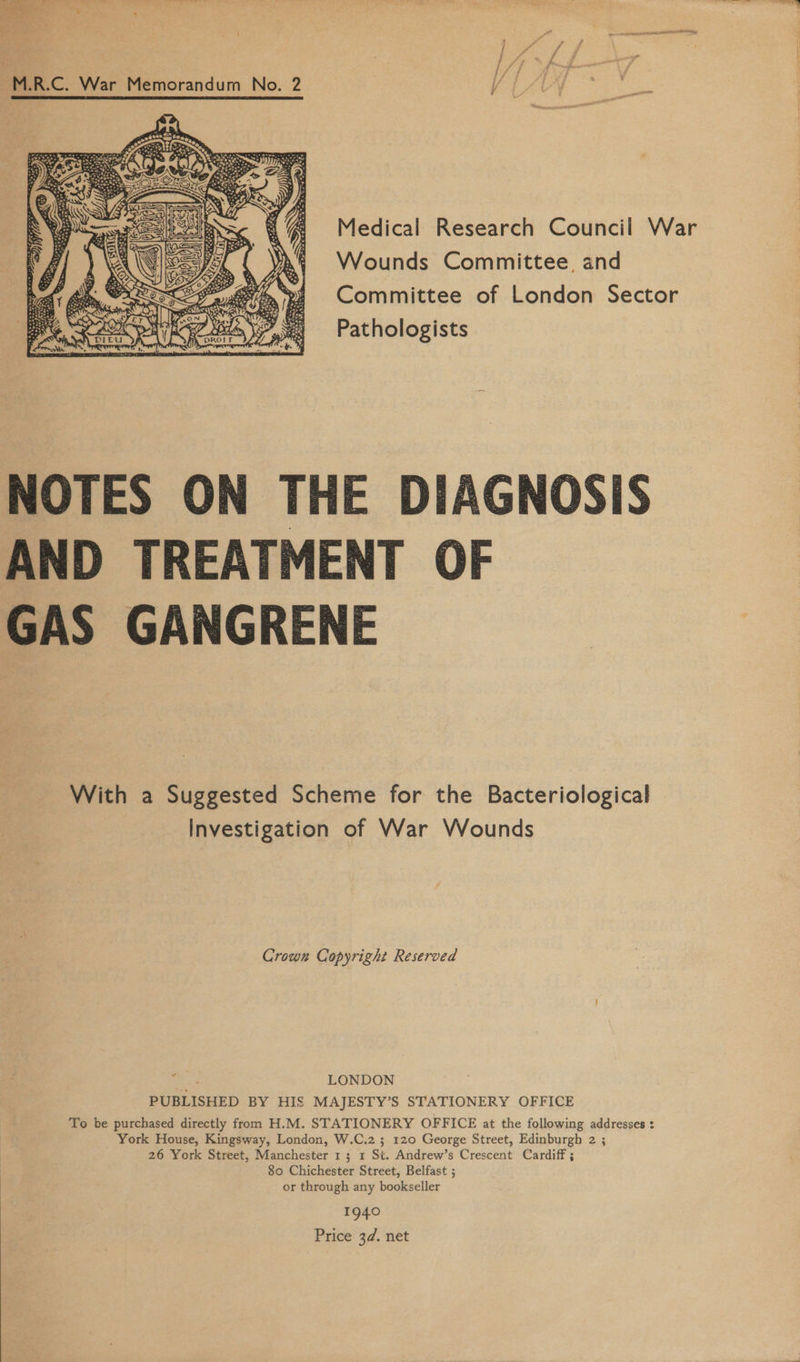 M.R.C. War Memorandum No. 2
DIEU
DROIT
Medical Research Council War
Wounds Committee and
Committee of London Sector
Pathologists
NOTES ON THE DIAGNOSIS
AND TREATMENT OF
GAS GANGRENE
With a Suggested Scheme for the Bacteriological
Investigation of War Wounds
Crown Copyright Reserved
LONDON
PUBLISHED BY HIS MAJESTY'S STATIONERY OFFICE
To be purchased directly from H.M. STATIONERY OFFICE at the following addresses:
York House, Kingsway, London, W.C.2; 120 George Street, Edinburgh 2;
26 York Street, Manchester 1; 1 St. Andrew's Crescent Cardiff;
80 Chichester Street, Belfast;
or through any bookseller
1940
Price 3d. net